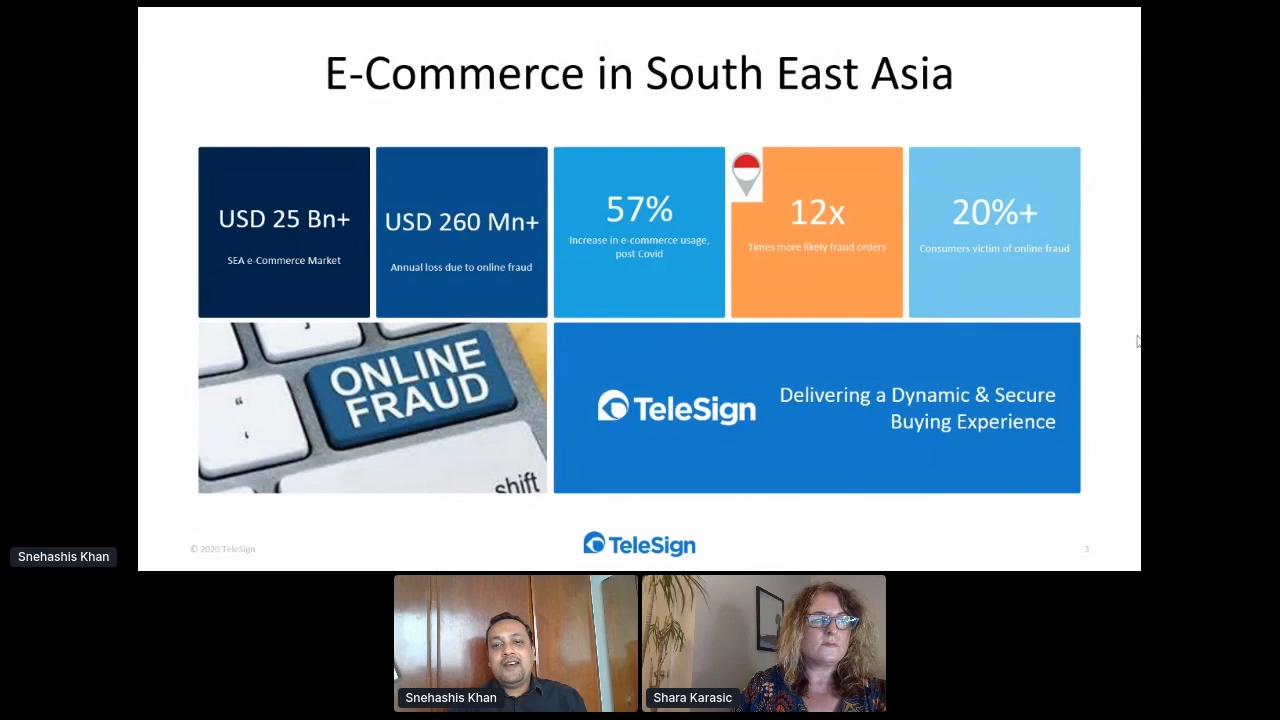 E-Commerce in South East Asia
USD 25 Bn+
SEA e-Commerce Market
USD 260 Mn+
Annual loss due to online fraud
57%
Increase in e-commerce usage,
post Covid
12x
Times more likely fraud orders
20%+
Consumers victim of online fraud
ONLINE
FRAUD
shift
TeleSign
Delivering a Dynamic & Secure
Buying Experience
© 2020 TeleSign
TeleSign
3
Snehashis Khan
Snehashis Khan
Shara Karasic